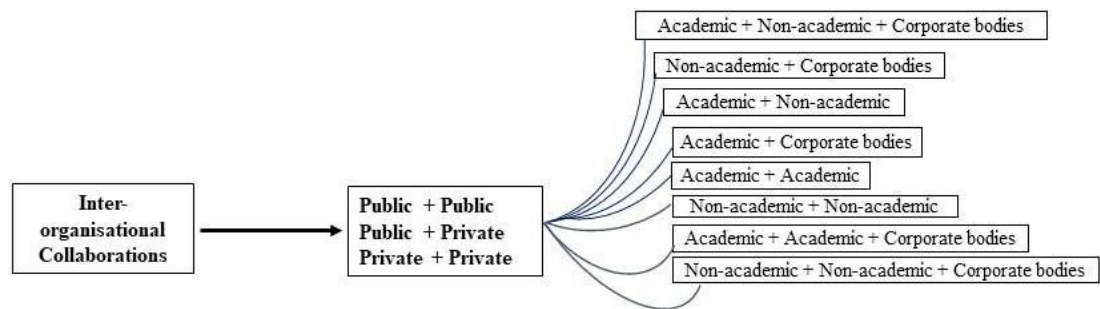 Academic + Non-academic + Corporate bodies
Non-academic + Corporate bodies
Academic + Non-academic
Academic + Corporate bodies
Academic + Academic
Non-academic + Non-academic
Academic + Academic + Corporate bodies
Non-academic + Non-academic + Corporate bodies
Inter-
organisational
Collaborations
Public + Public
Public + Private
Private + Private